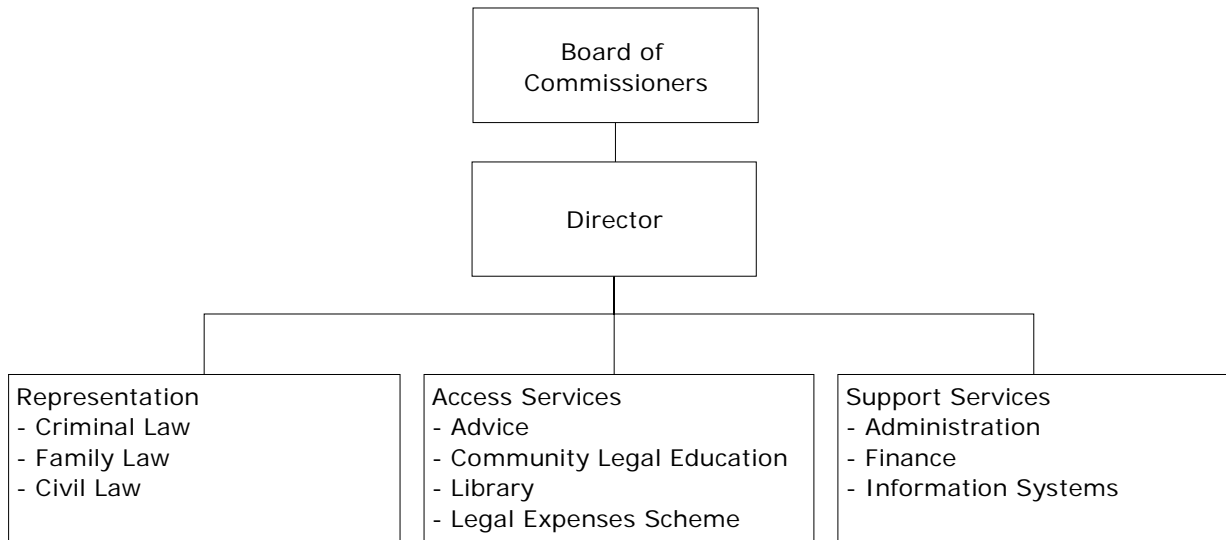 Board of
Commissioners
Director
Representation
- Criminal Law
- Family Law
- Civil Law
Access Services
- Advice
- Community Legal Education
- Library
- Legal Expenses Scheme
Support Services
- Administration
- Finance
- Information Systems